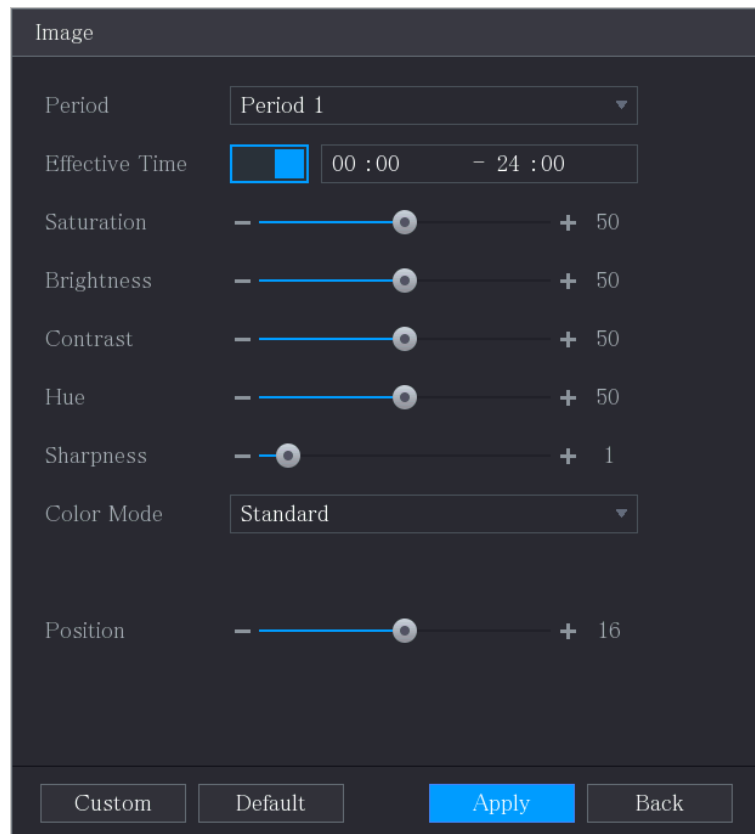 Image
Period Period 1
Effective Time 00 :00 - 24 :00
Saturation 50
Brightness 50
Contrast 50
Hue 50
Sharpness 1
Color Mode Standard
Position 16
Custom Default Apply Back